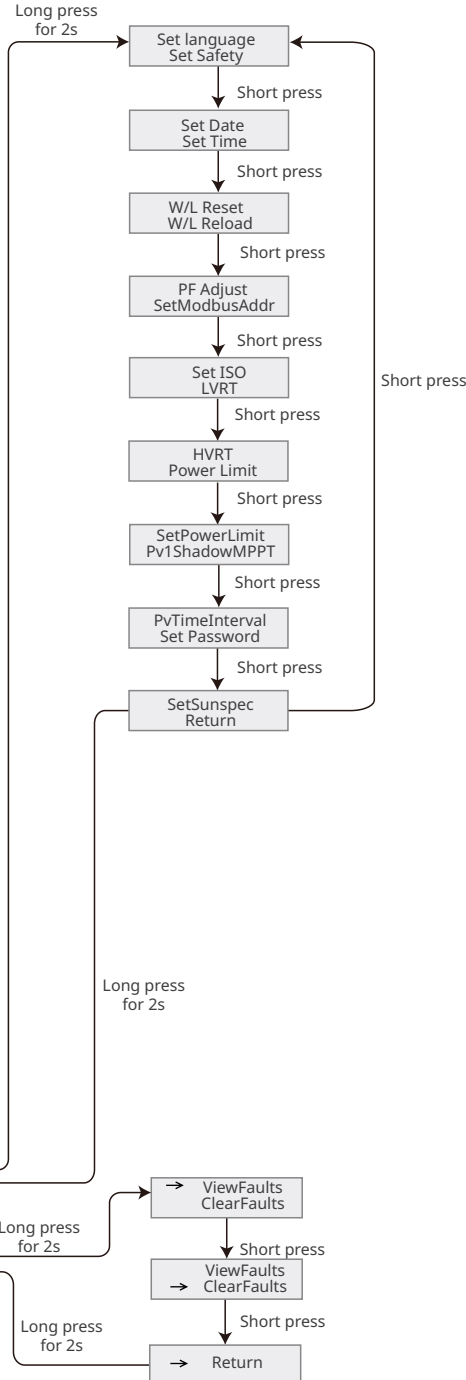 Long press
for 2s
Set language
Set Safety
Short press
Set Date
Set Time
Short press
W/L Reset
W/L Reload
Short press
PF Adjust
SetModbusAddr
Short press
Set ISO
LVRT
Short press
Short press
HVRT
Power Limit
Short press
SetPowerLimit
Pv1ShadowMPPT
Short press
PvTimeInterval
Set Password
Short press
SetSunspec
Return
Long press
for 2s
ViewFaults
ClearFaults
Long press
for 2s
Short press
ViewFaults
ClearFaults
Short press
Long press
for 2s
Return